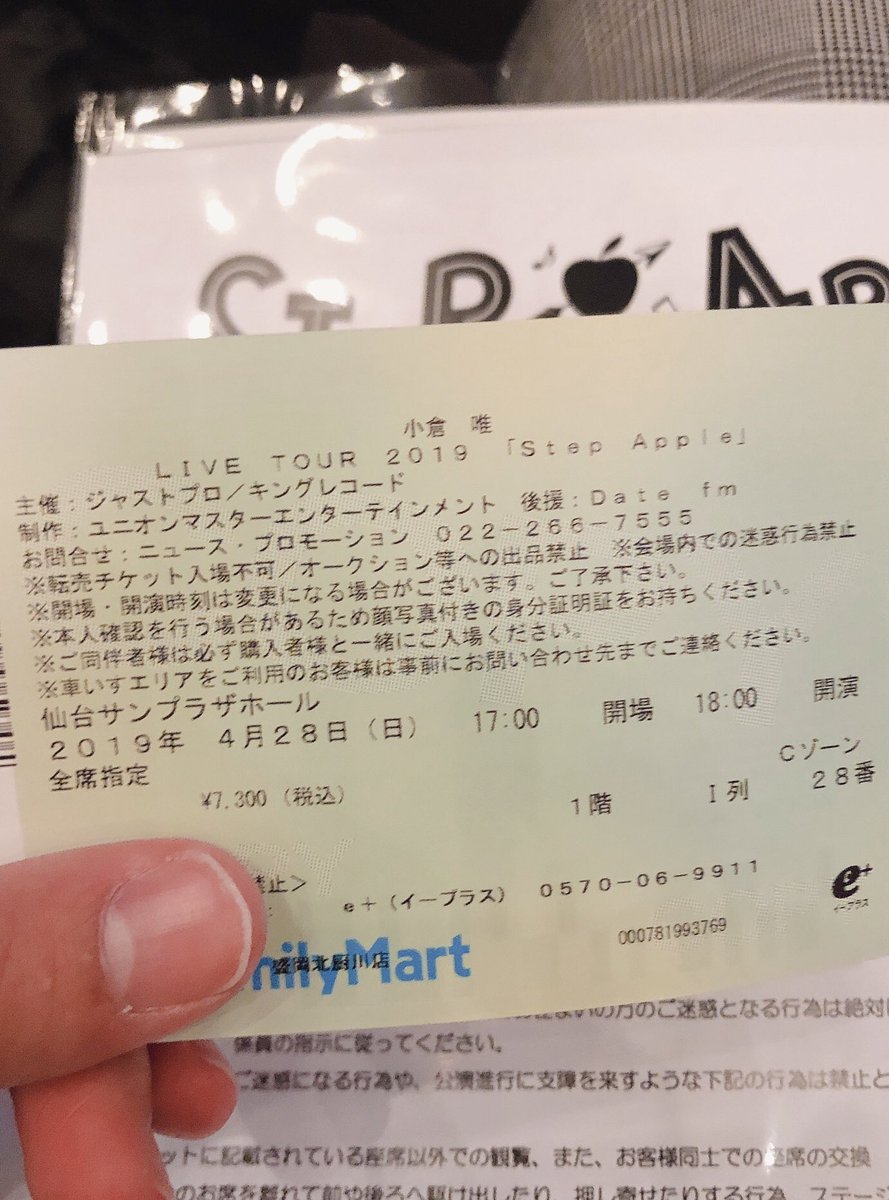 小倉 唯
LIVE TOUR 2019 「Step Apple」
主催：ジャストプロ／キングレコード
制作：ユニオンマスターエンターテインメント 後援：Date fm
お問合せ：ニュース・プロモーション 022-266-7555
※転売チケット入場不可／オークション等への出品禁止 ※会場内での迷惑行為禁止
※開場・開演時刻は変更になる場合がございます。ご了承下さい。
※本人確認を行う場合があるため顔写真付きの身分証明証をお持ちください。
※ご同伴者様は必ず購入者様と一緒にご入場ください。
※車いすエリアをご利用のお客様は事前にお問い合わせ先までご連絡ください。
仙台サンプラザホール
2019年 4月28日（日） 17:00 開場 18:00 開演
全席指定 Cゾーン
¥7,300（税込） 1階 I列 28番
禁止＞
e+（イープラス） 0570-06-9911
e+
イープラス
000781993769
milyMart
盛岡北厨川店
の方のご迷惑となる行為は絶対に
係員の指示に従ってください。
ご迷惑になる行為や、公演進行に支障を来すような下記の行為は禁止と
ットに記載されている座席以外での観覧、また、お客様同士での座席の交換
のお席を離れて前や後ろへ駆け出したり、押し寄せたりする行為、ステージ